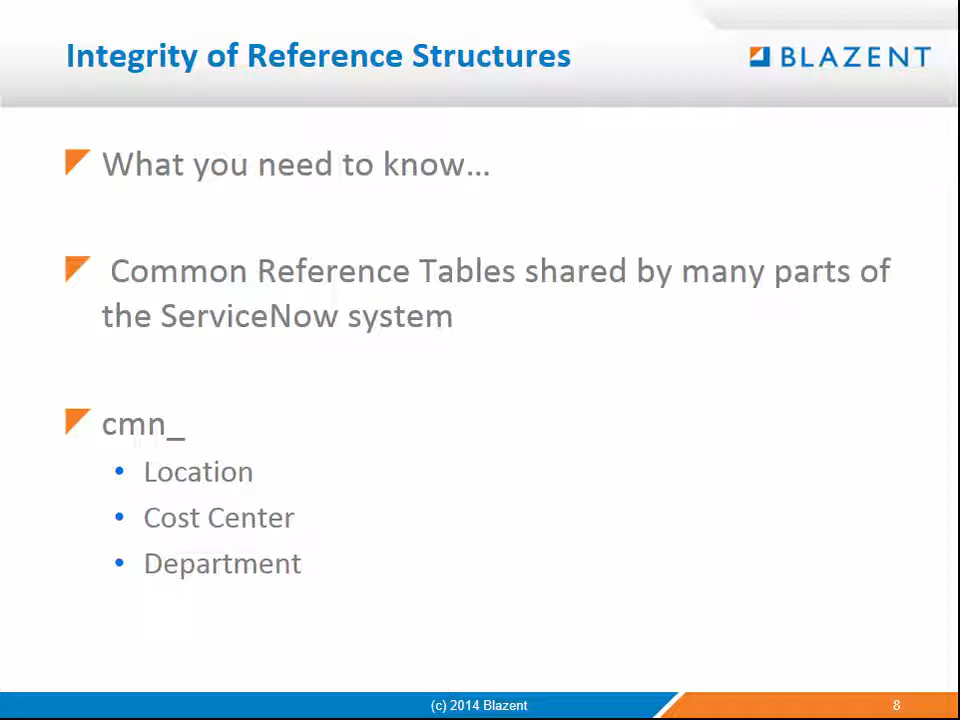 Integrity of Reference Structures
BLAZENT
What you need to know...
Common Reference Tables shared by many parts of
the ServiceNow system
cmn_
• Location
• Cost Center
• Department
(c) 2014 Blazent
8